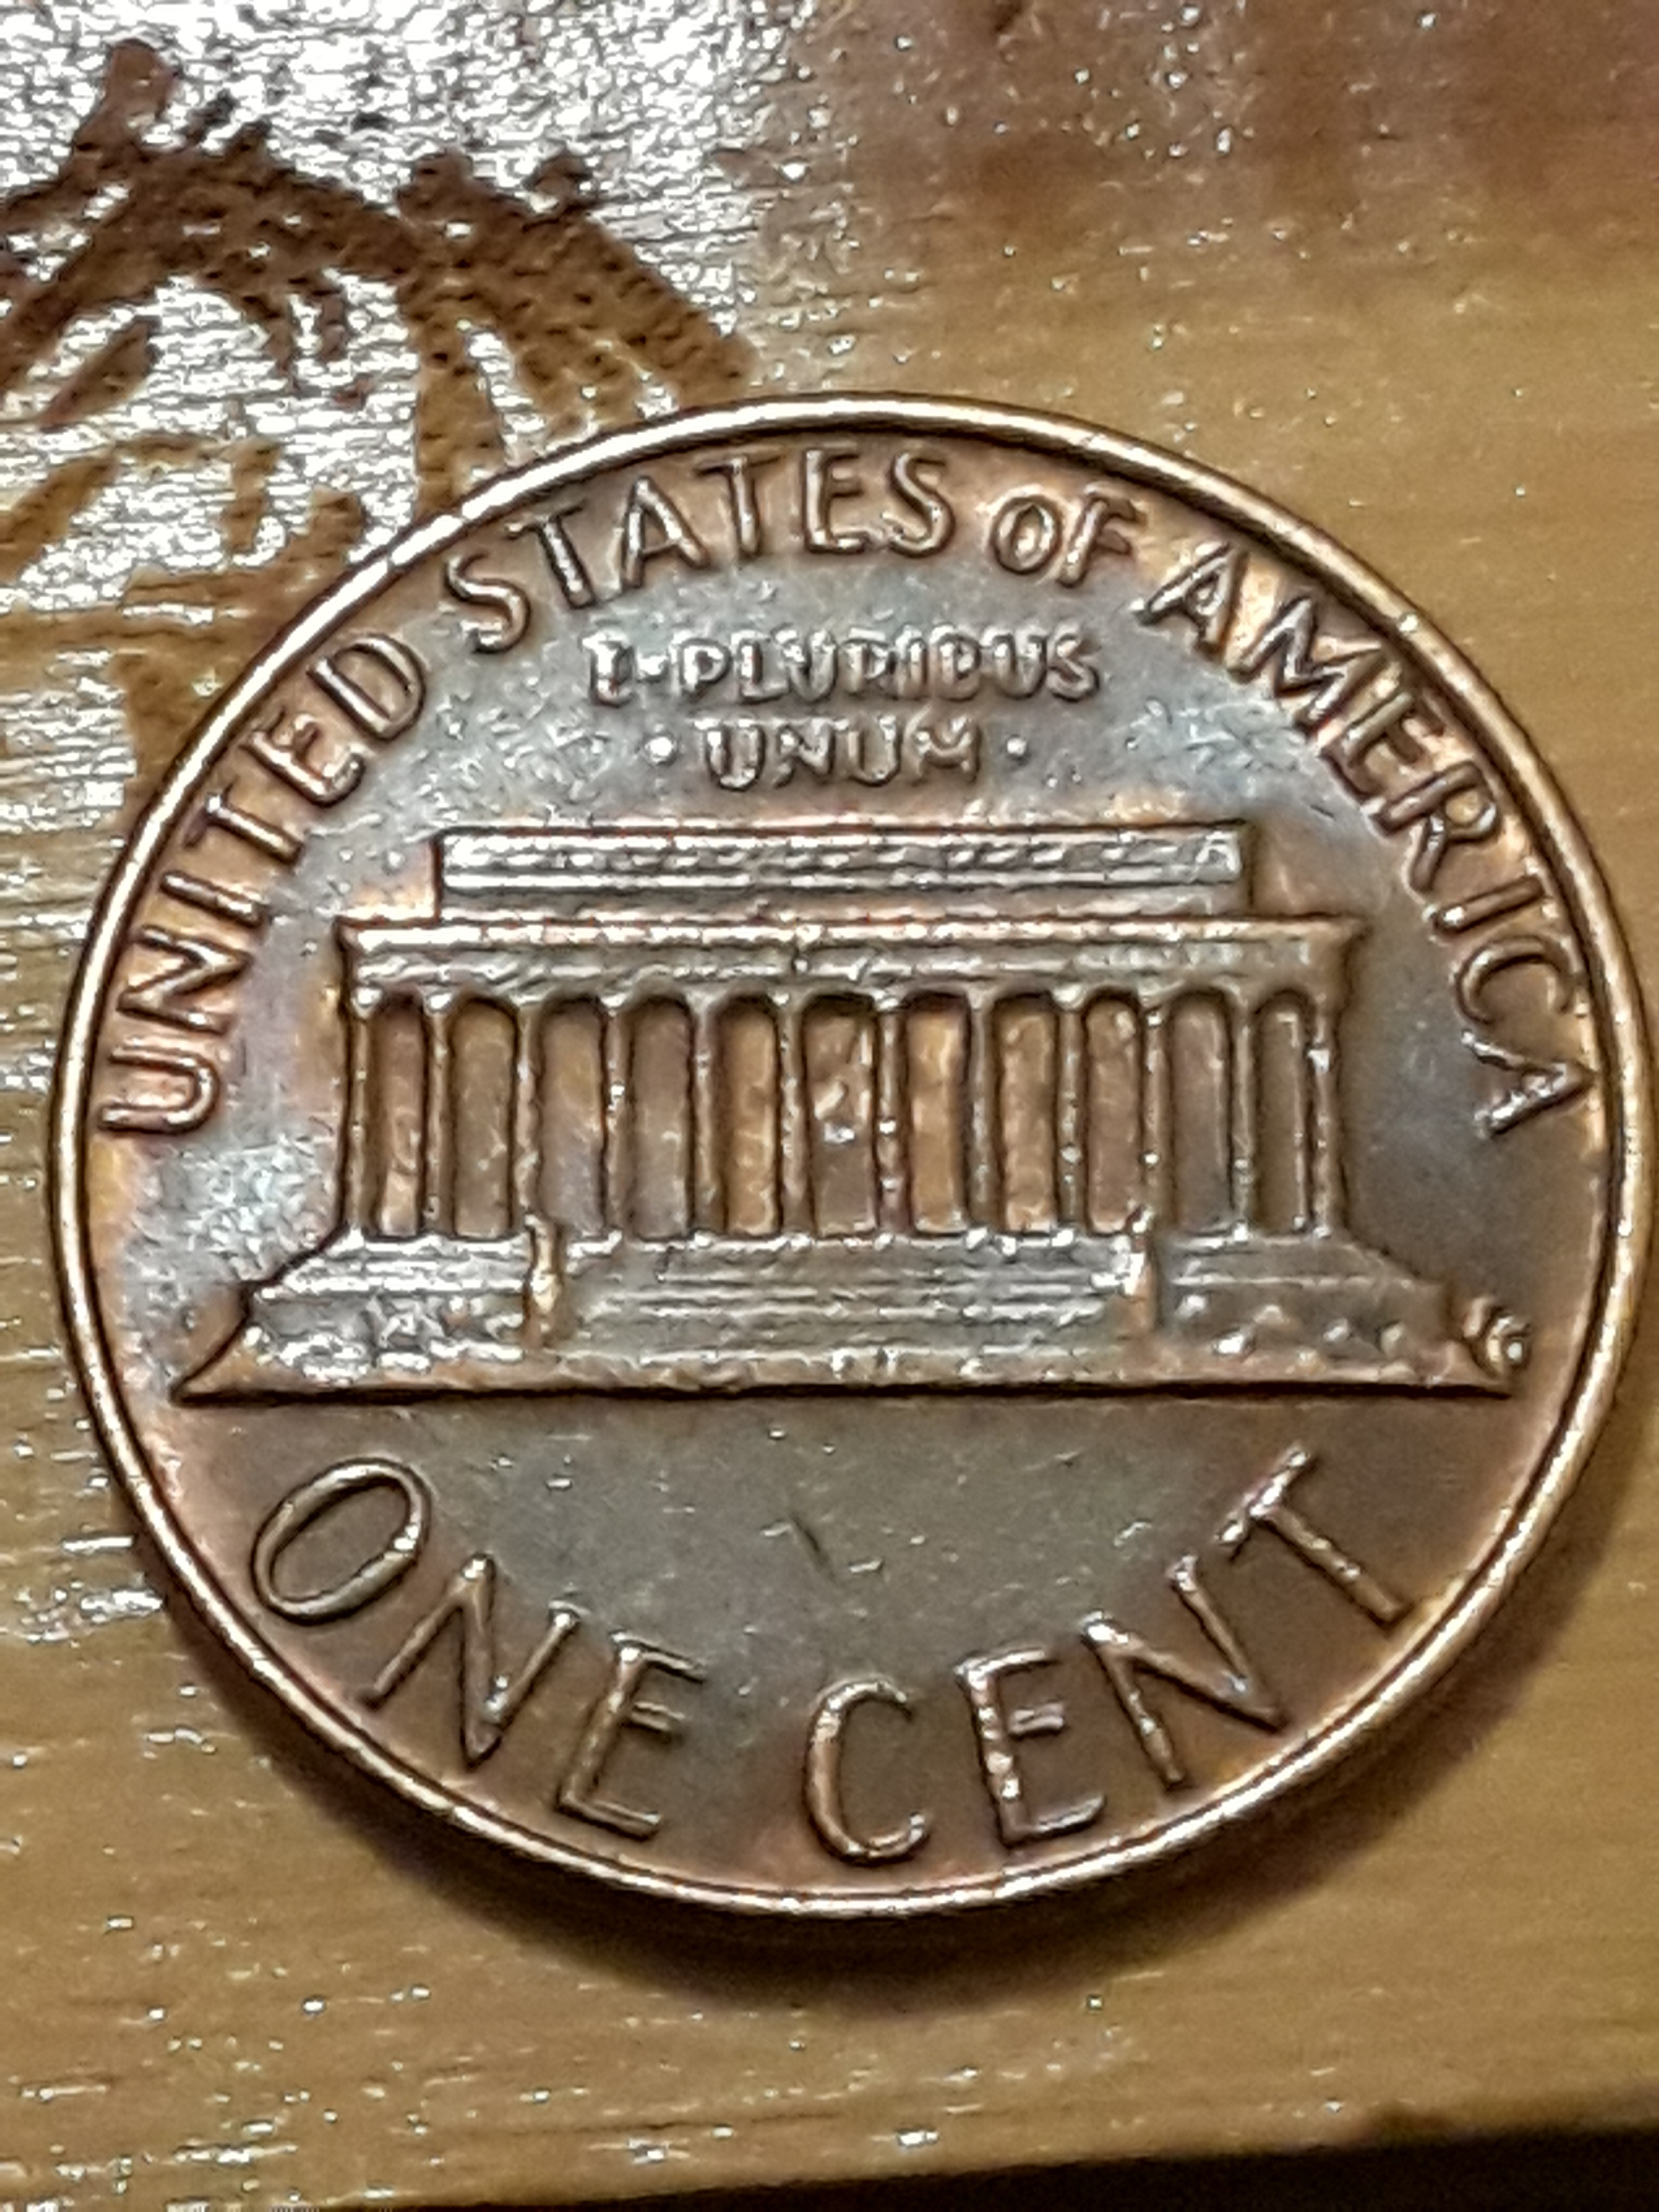 UNITED STATES OF AMERICA
E·PLURIBUS
· UNUM ·
ONE CENT